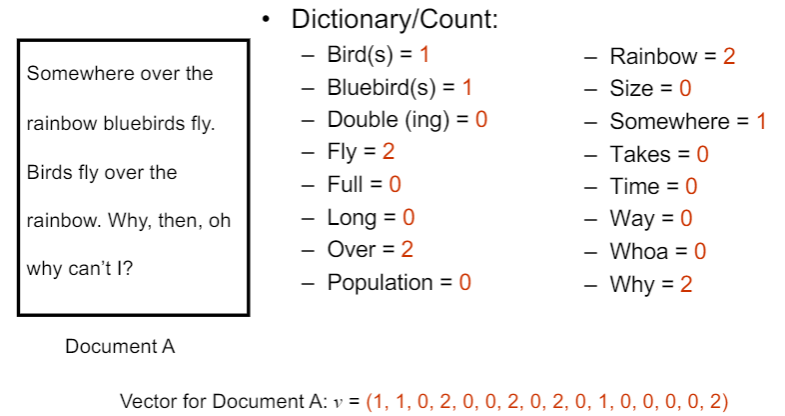 • Dictionary/Count:
Somewhere over the
rainbow bluebirds fly.
Birds fly over the
rainbow. Why, then, oh
why can't I?
Document A
– Bird(s) = 1
– Bluebird(s) = 1
– Double (ing) = 0
– Fly = 2
– Full = 0
– Long = 0
– Over = 2
– Population = 0
– Rainbow = 2
– Size = 0
– Somewhere = 1
– Takes = 0
– Time = 0
– Way = 0
– Whoa = 0
– Why = 2
Vector for Document A: v = (1, 1, 0, 2, 0, 0, 2, 0, 2, 0, 1, 0, 0, 0, 0, 2)